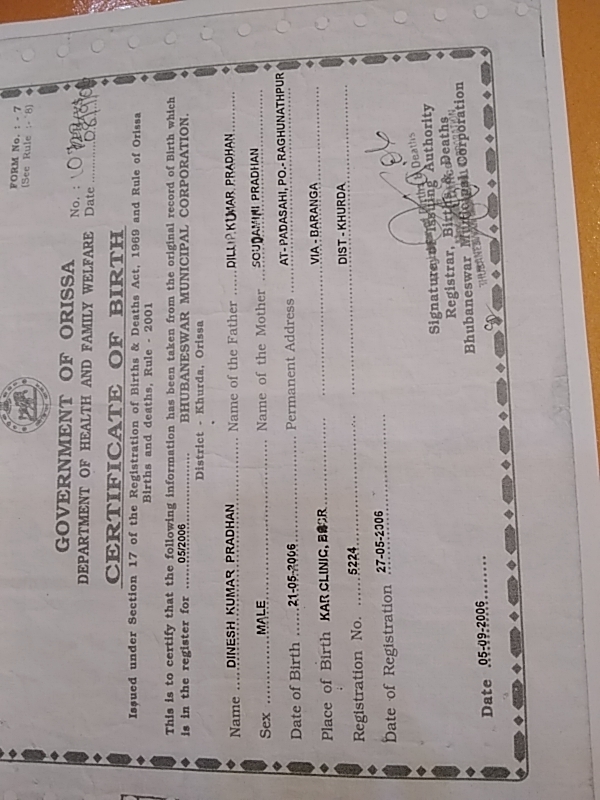 FORM No. : - 7
(See Rule : - 8)
GOVERNMENT OF ORISSA
DEPARTMENT OF HEALTH AND FAMILY WELFARE
No. :
Date
CERTIFICATE OF BIRTH
Issued under Section 17 of the Registration of Births & Deaths Act, 1969 and Rule of Orissa
Births and deaths, Rule - 2001
This is to certify that the following information has been taken from the original record of Birth which
is in the register for ........05/2006............ BHUBANESWAR MUNICIPAL CORPORATION.
District - Khurda, Orissa
Name ....DINESH KUMAR PRADHAN.............. Name of the Father .....DILLIP KUMAR PRADHAN..........
Sex ............MALE.............................. Name of the Mother ....SOUDAMINI PRADHAN............
Date of Birth ......21-05-2006.................... Permanent Address AT-PADASAHI, PO.-RAGHUNATHPUR
Place of Birth KAR CLINIC, ................ VIA- BARANGA
Registration No. ..........5224.................... DIST - KHURDA
Date of Registration ..27-05-2006................
Signature Issuing Authority
Registrar, Births & Deaths
Bhubaneswar Municipal Corporation
Date 05-09-2006..........